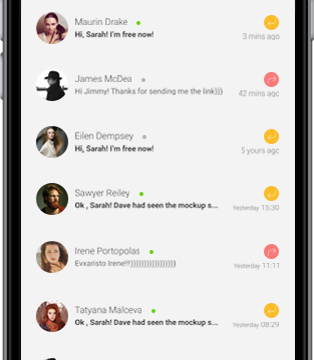 Maurin Drake
Hi, Sarah! I'm free now!
3 mins ago
James McDea
Hi Jimmy! Thanks for sending me the link)))
42 mins ago
Eilen Dempsey
Hi, Sarah! I'm free now!
5 yours ago
Sawyer Reiley
Ok , Sarah! Dave had seen the mockup s...
Yesterday 15:30
Irene Portopolas
Evxaristo Irene!!!))))))))))))))))))))
Yesterday 11:11
Tatyana Malceva
Ok , Sarah! Dave had seen the mockup s...
Yesterday 08:29